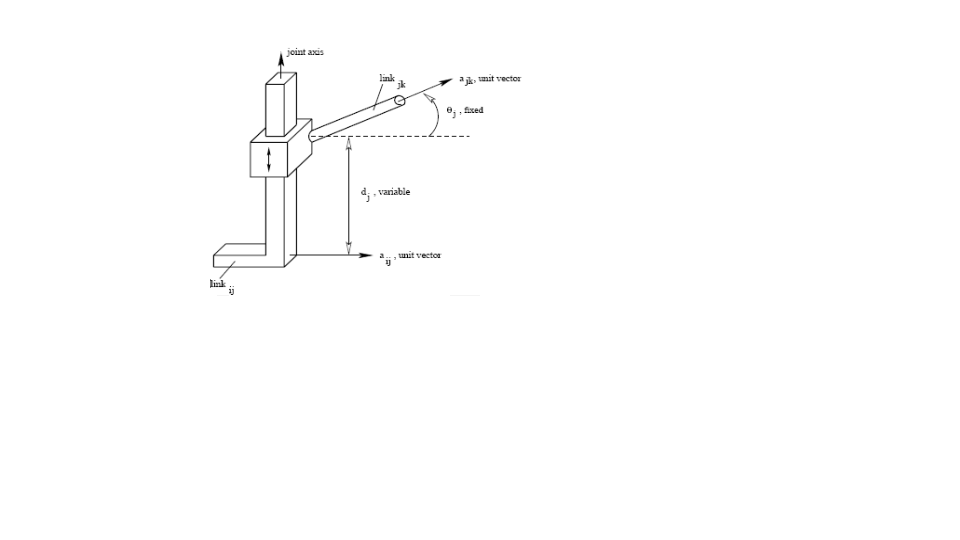 joint axis
link jk
a jk, unit vector
θj , fixed
dj , variable
a ij , unit vector
link ij